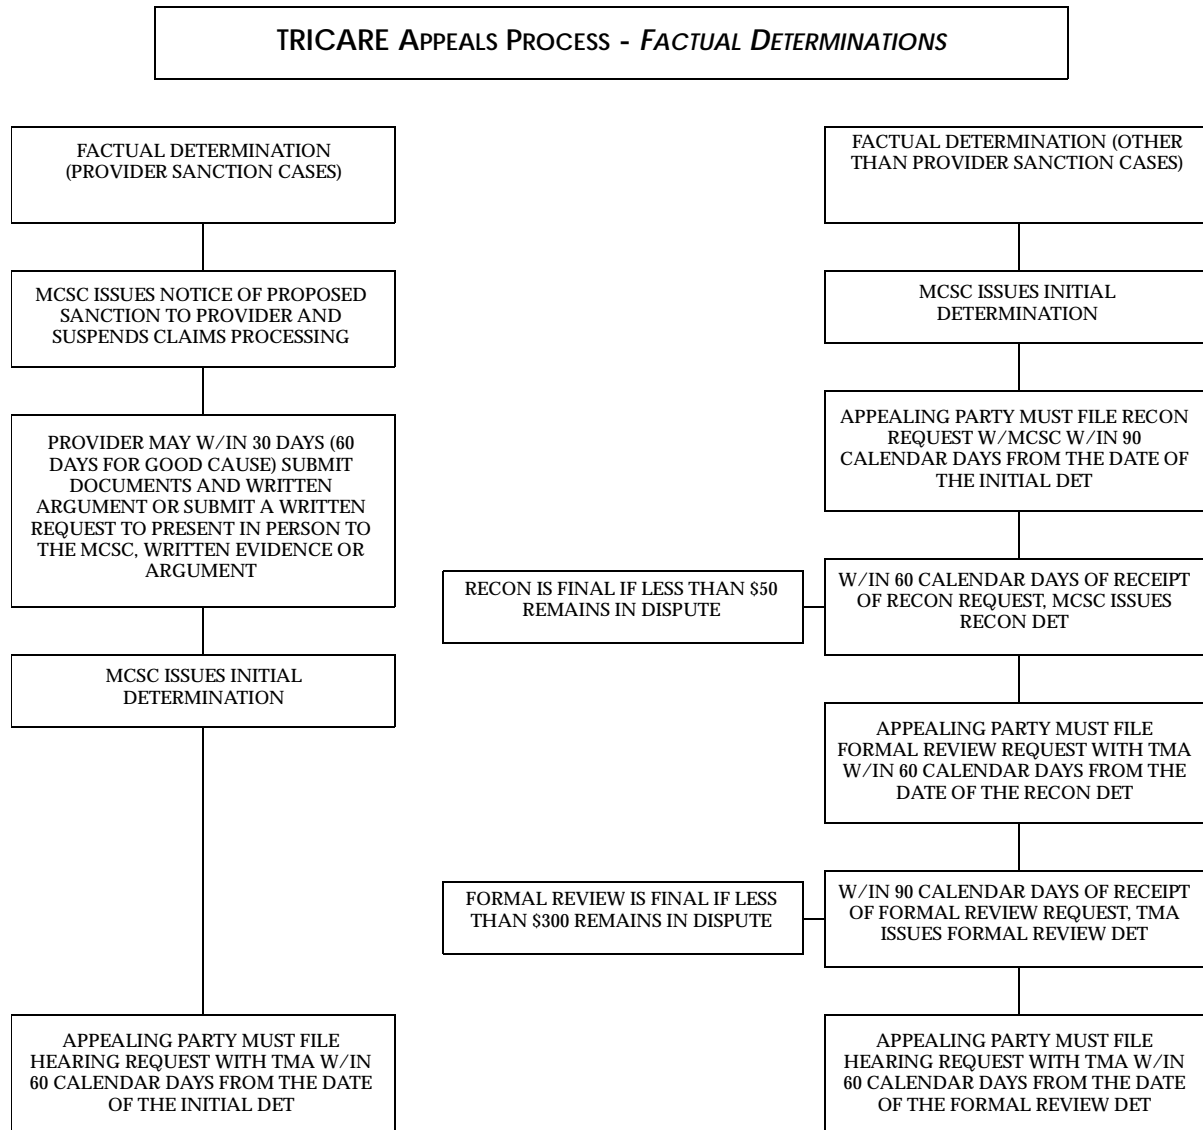 TRICARE APPEALS PROCESS - FACTUAL DETERMINATIONS
FACTUAL DETERMINATION
(PROVIDER SANCTION CASES)
MCSC ISSUES NOTICE OF PROPOSED
SANCTION TO PROVIDER AND
SUSPENDS CLAIMS PROCESSING
PROVIDER MAY W/IN 30 DAYS (60
DAYS FOR GOOD CAUSE) SUBMIT
DOCUMENTS AND WRITTEN
ARGUMENT OR SUBMIT A WRITTEN
REQUEST TO PRESENT IN PERSON TO
THE MCSC, WRITTEN EVIDENCE OR
ARGUMENT
MCSC ISSUES INITIAL
DETERMINATION
APPEALING PARTY MUST FILE
HEARING REQUEST WITH TMA W/IN
60 CALENDAR DAYS FROM THE DATE
OF THE INITIAL DET
FACTUAL DETERMINATION (OTHER
THAN PROVIDER SANCTION CASES)
MCSC ISSUES INITIAL
DETERMINATION
APPEALING PARTY MUST FILE RECON
REQUEST W/MCSC W/IN 90
CALENDAR DAYS FROM THE DATE OF
THE INITIAL DET
RECON IS FINAL IF LESS THAN $50
REMAINS IN DISPUTE
W/IN 60 CALENDAR DAYS OF RECEIPT
OF RECON REQUEST, MCSC ISSUES
RECON DET
APPEALING PARTY MUST FILE
FORMAL REVIEW REQUEST WITH TMA
W/IN 60 CALENDAR DAYS FROM THE
DATE OF THE RECON DET
FORMAL REVIEW IS FINAL IF LESS
THAN $300 REMAINS IN DISPUTE
W/IN 90 CALENDAR DAYS OF RECEIPT
OF FORMAL REVIEW REQUEST, TMA
ISSUES FORMAL REVIEW DET
APPEALING PARTY MUST FILE
HEARING REQUEST WITH TMA W/IN
60 CALENDAR DAYS FROM THE DATE
OF THE FORMAL REVIEW DET